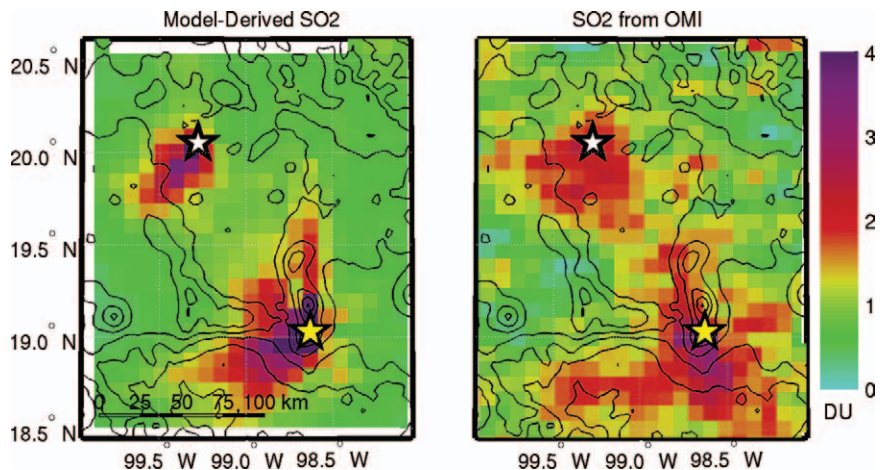 Model-Derived SO2
SO2 from OMI
20.5° N
20.0° N
19.5° N
19.0° N
18.5° N
0 25 50 75 100 km
99.5° W 99.0° W 98.5° W
99.5° W 99.0° W 98.5° W
4
3
2
1
0
DU